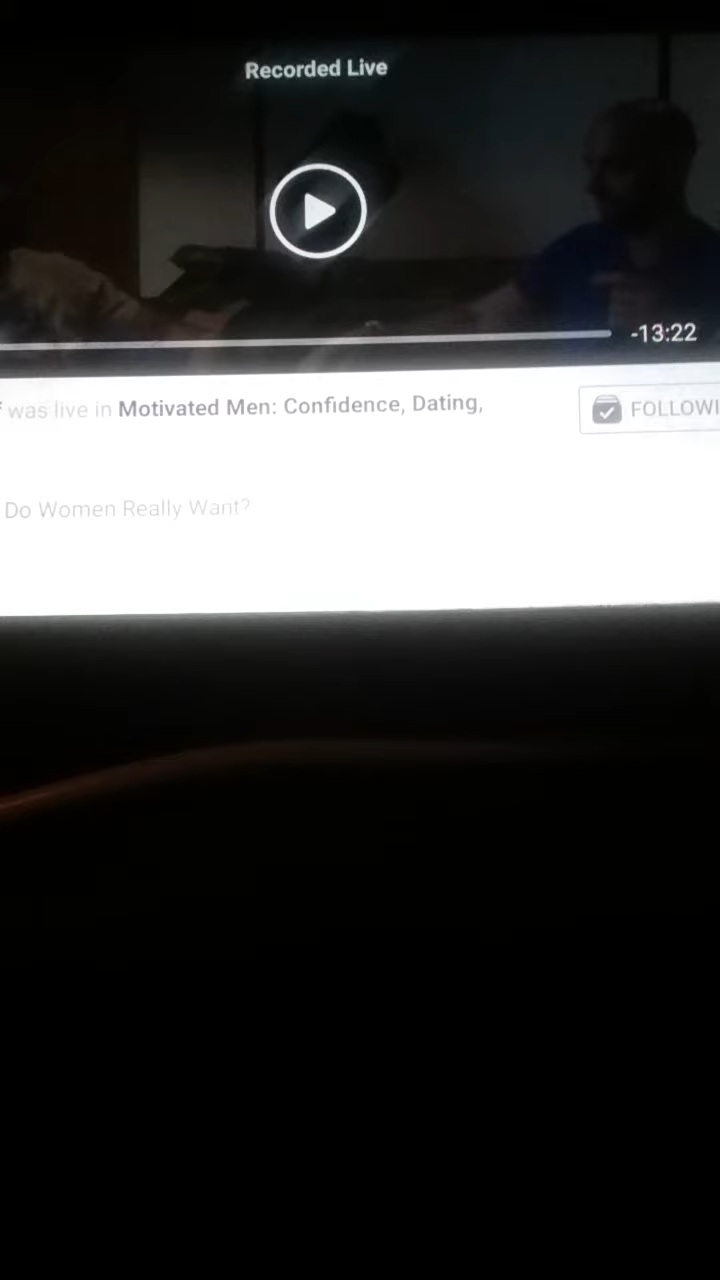 Recorded Live
-13:22
was live in Motivated Men: Confidence, Dating,
FOLLOWI
Do Women Really Want?